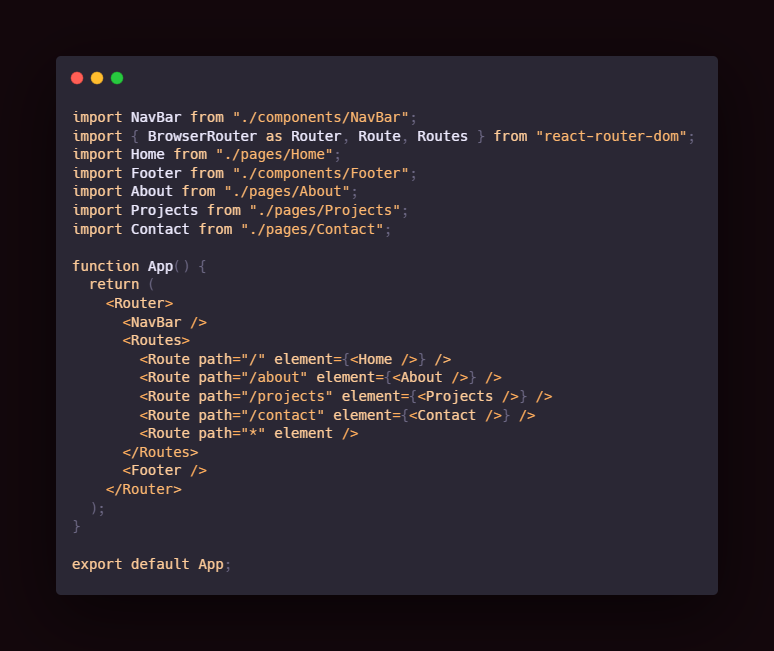 import NavBar from "./components/NavBar";
import { BrowserRouter as Router, Route, Routes } from "react-router-dom";
import Home from "./pages/Home";
import Footer from "./components/Footer";
import About from "./pages/About";
import Projects from "./pages/Projects";
import Contact from "./pages/Contact";

function App() {
  return (
    <Router>
      <NavBar />
      <Routes>
        <Route path="/" element={<Home />} />
        <Route path="/about" element={<About />} />
        <Route path="/projects" element={<Projects />} />
        <Route path="/contact" element={<Contact />} />
        <Route path="*" element />
      </Routes>
      <Footer />
    </Router>
  );
}

export default App;